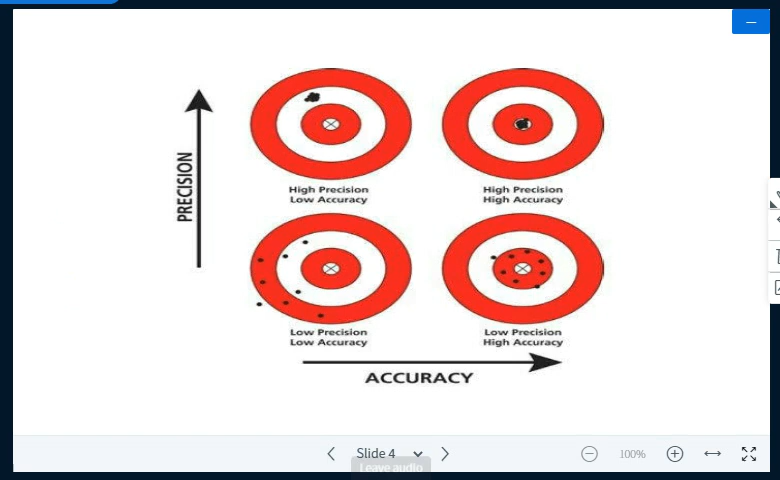 PRECISION
High Precision
Low Accuracy
High Precision
High Accuracy
Low Precision
Low Accuracy
Low Precision
High Accuracy
ACCURACY
Slide 4
100%
Leave audio